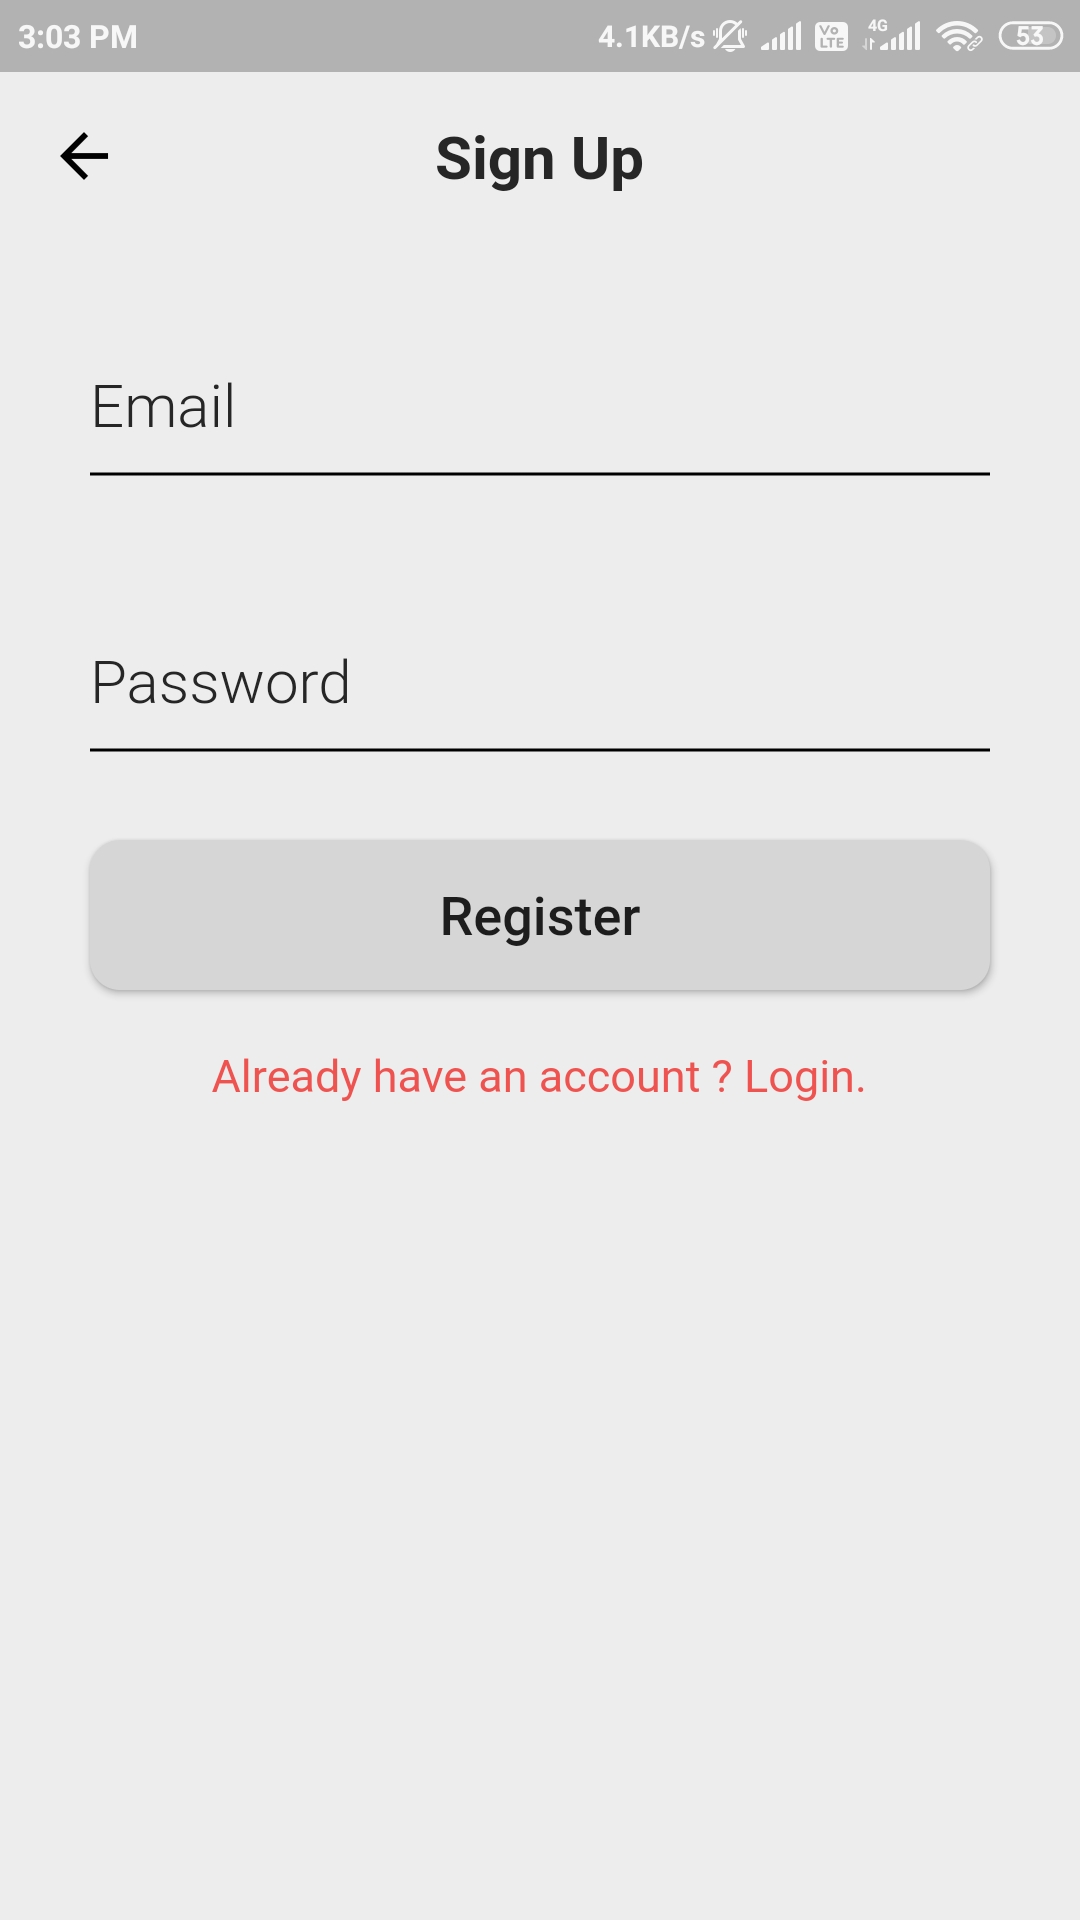 3:03 PM 4.1KB/s Vo LTE 4G 53
Sign Up
Email
Password
Register
Already have an account ? Login.